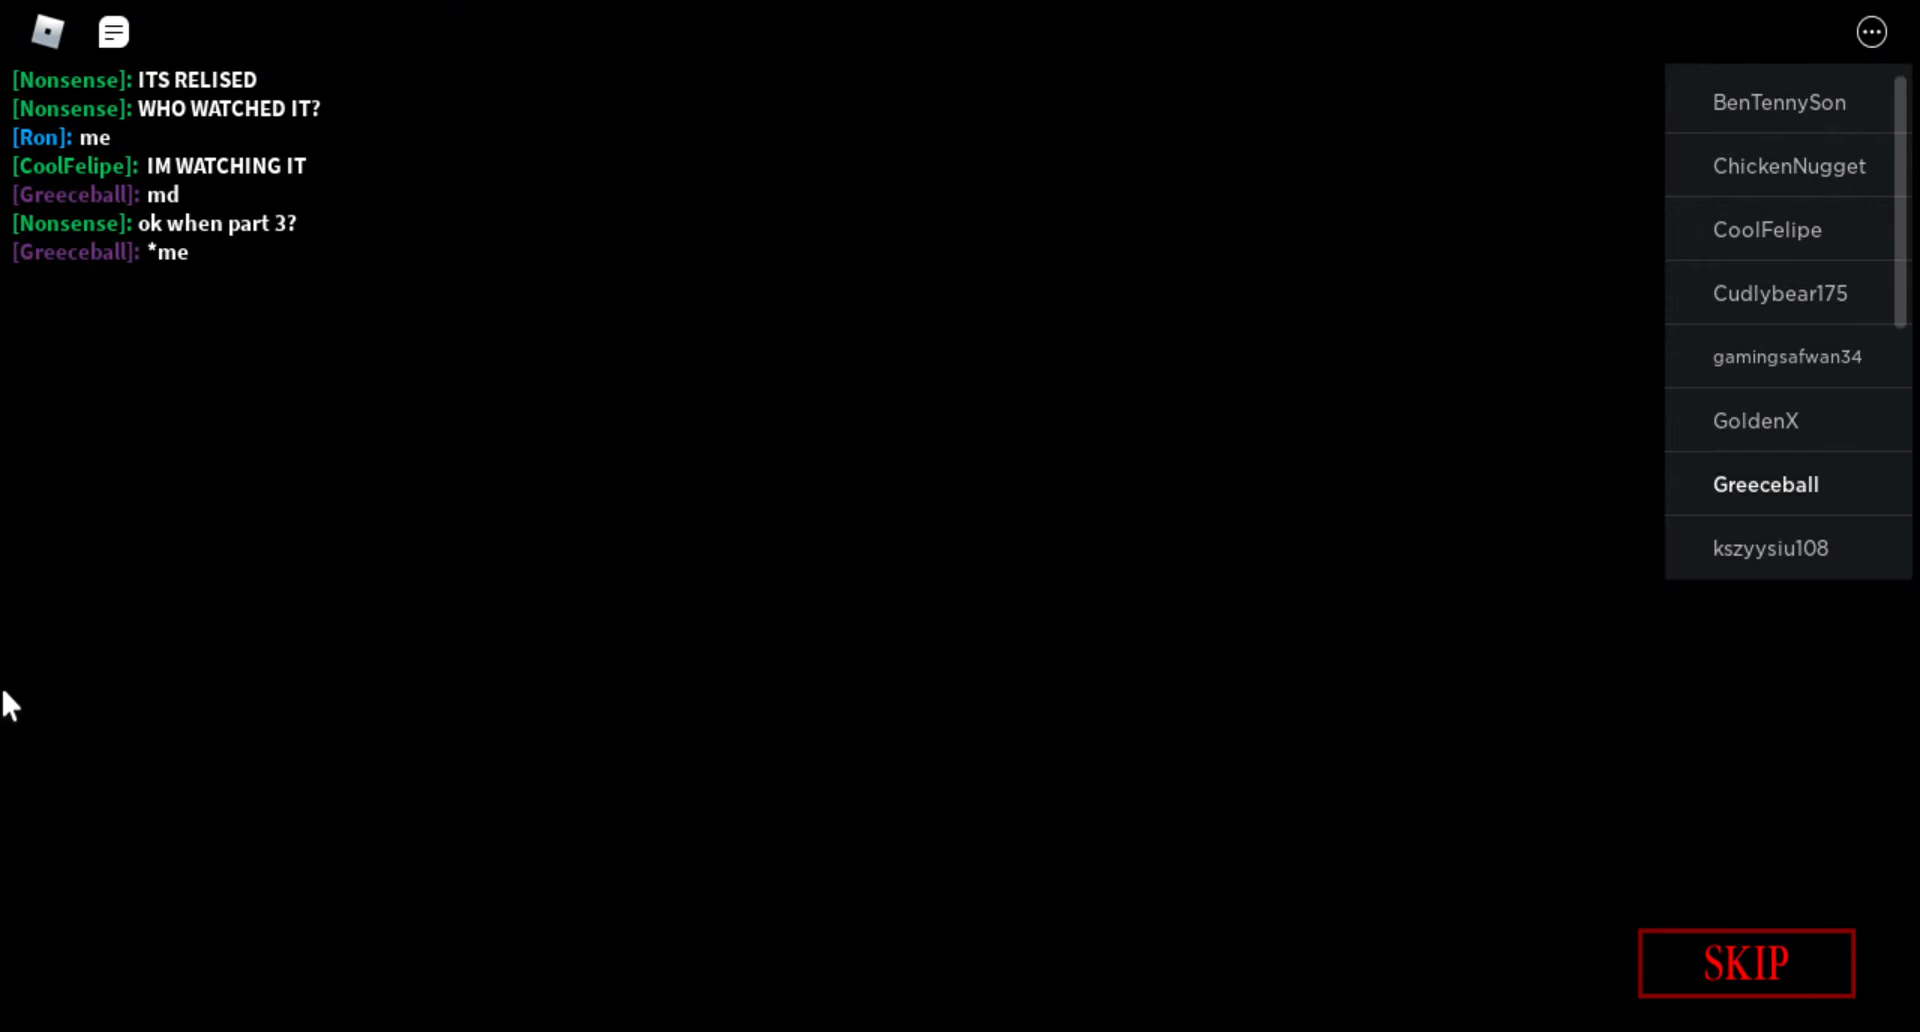 [Nonsense]: ITS RELISED
[Nonsense]: WHO WATCHED IT?
[Ron]: me
[CoolFelipe]: IM WATCHING IT
[Greeceball]: md
[Nonsense]: ok when part 3?
[Greeceball]: *me
BenTennySon
ChickenNugget
CoolFelipe
Cudlybear175
gamingsafwan34
GoldenX
Greeceball
kszyysiu108
SKIP